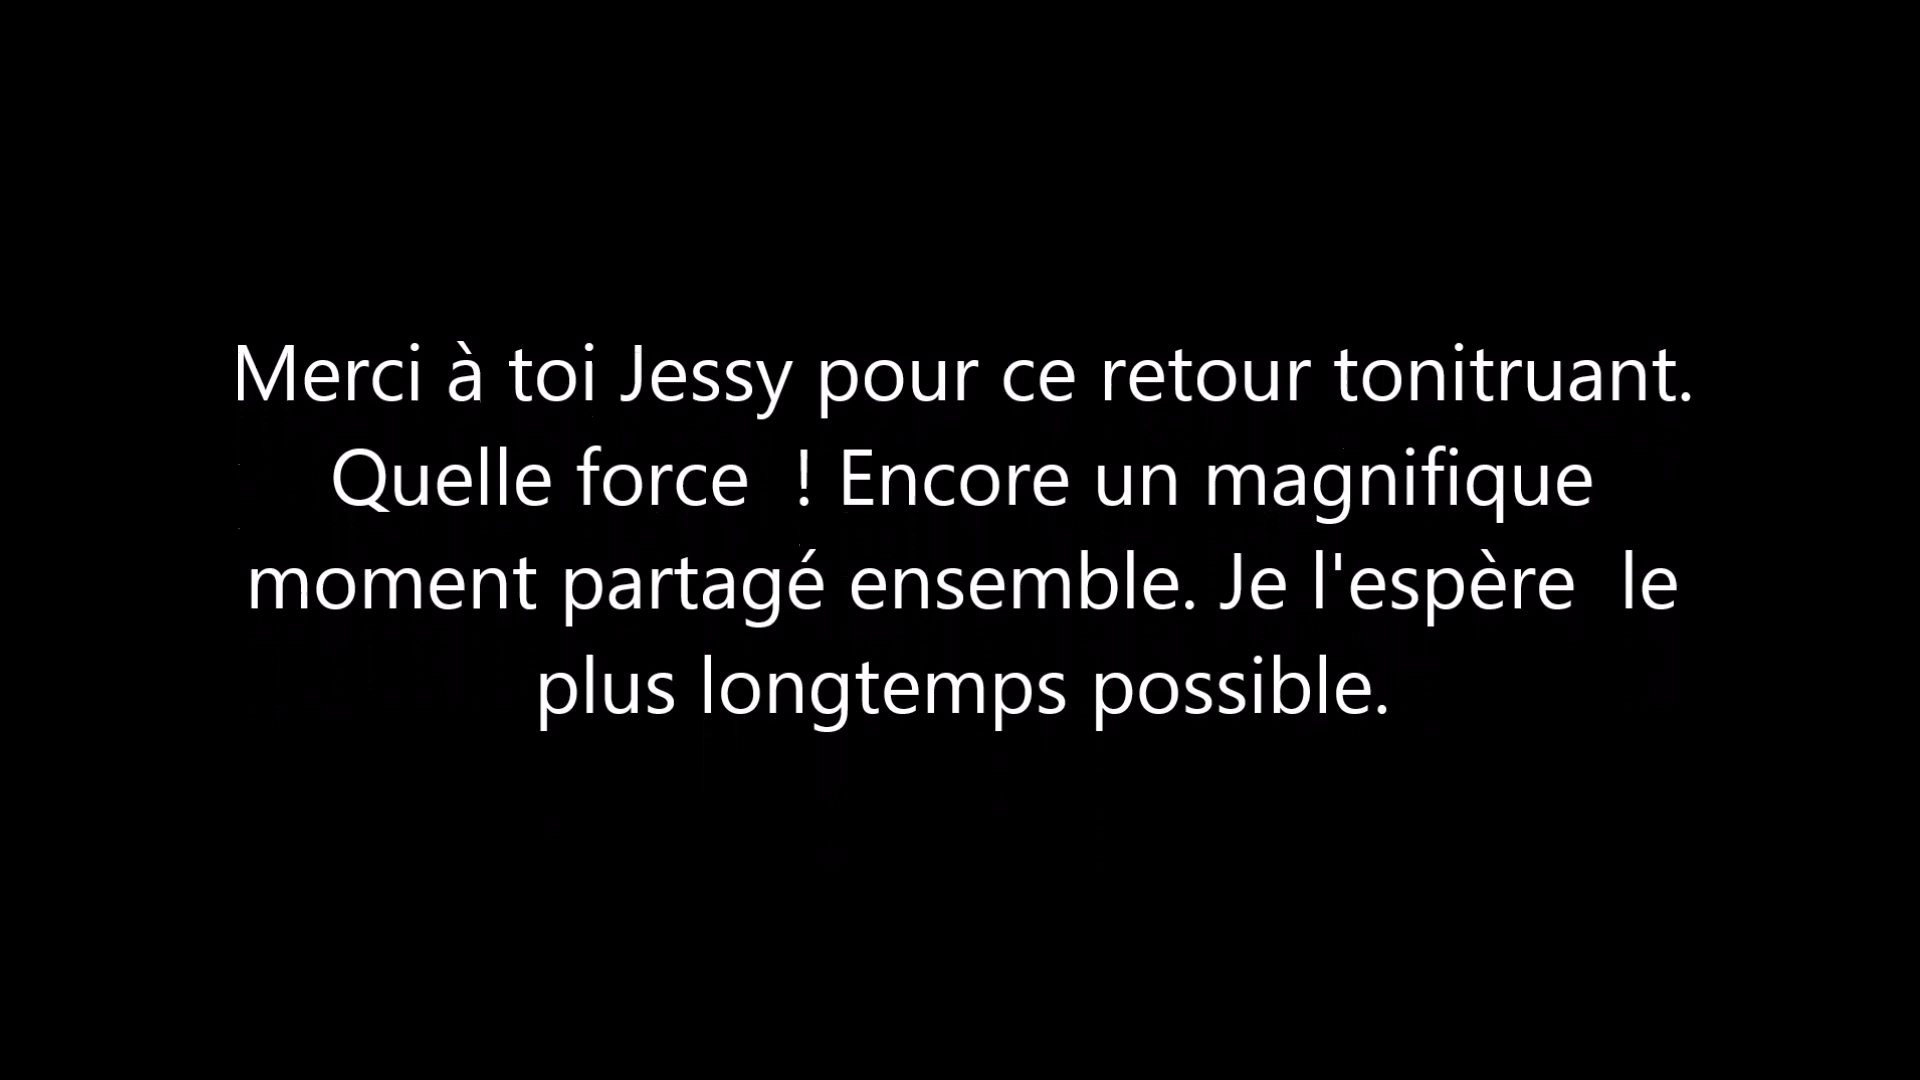 Merci à toi Jessy pour ce retour tonitruant.
Quelle force  ! Encore un magnifique
moment partagé ensemble. Je l'espère  le
plus longtemps possible.